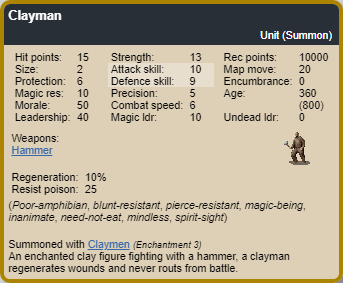 Clayman
Unit (Summon)
Hit points: 15 Strength: 13 Rec points: 10000
Size: 2 Attack skill: 10 Map move: 20
Protection: 6 Defence skill: 9 Encumbrance: 0
Magic res: 10 Precision: 5 Age: 360
Morale: 50 Combat speed: 6 (800)
Leadership: 40 Magic ldr: 10 Undead ldr: 0
Weapons:
Hammer
Regeneration: 10%
Resist poison: 25
(Poor-amphibian, blunt-resistant, pierce-resistant, magic-being,
inanimate, need-not-eat, mindless, spirit-sight)
Summoned with Claymen (Enchantment 3)
An enchanted clay figure fighting with a hammer, a clayman
regenerates wounds and never routs from battle.